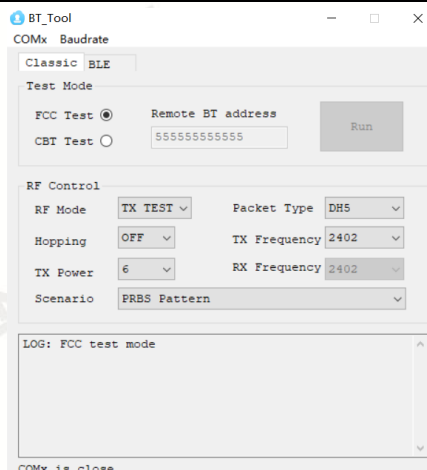 BT_Tool
COMx Baudrate
Classic BLE
Test Mode
FCC Test Remote BT address
CBT Test 555555555555 Run
RF Control
RF Mode TX TEST Packet Type DH5
Hopping OFF TX Frequency 2402
TX Power 6 RX Frequency 2402
Scenario PRBS Pattern
LOG: FCC test mode
COMx is close